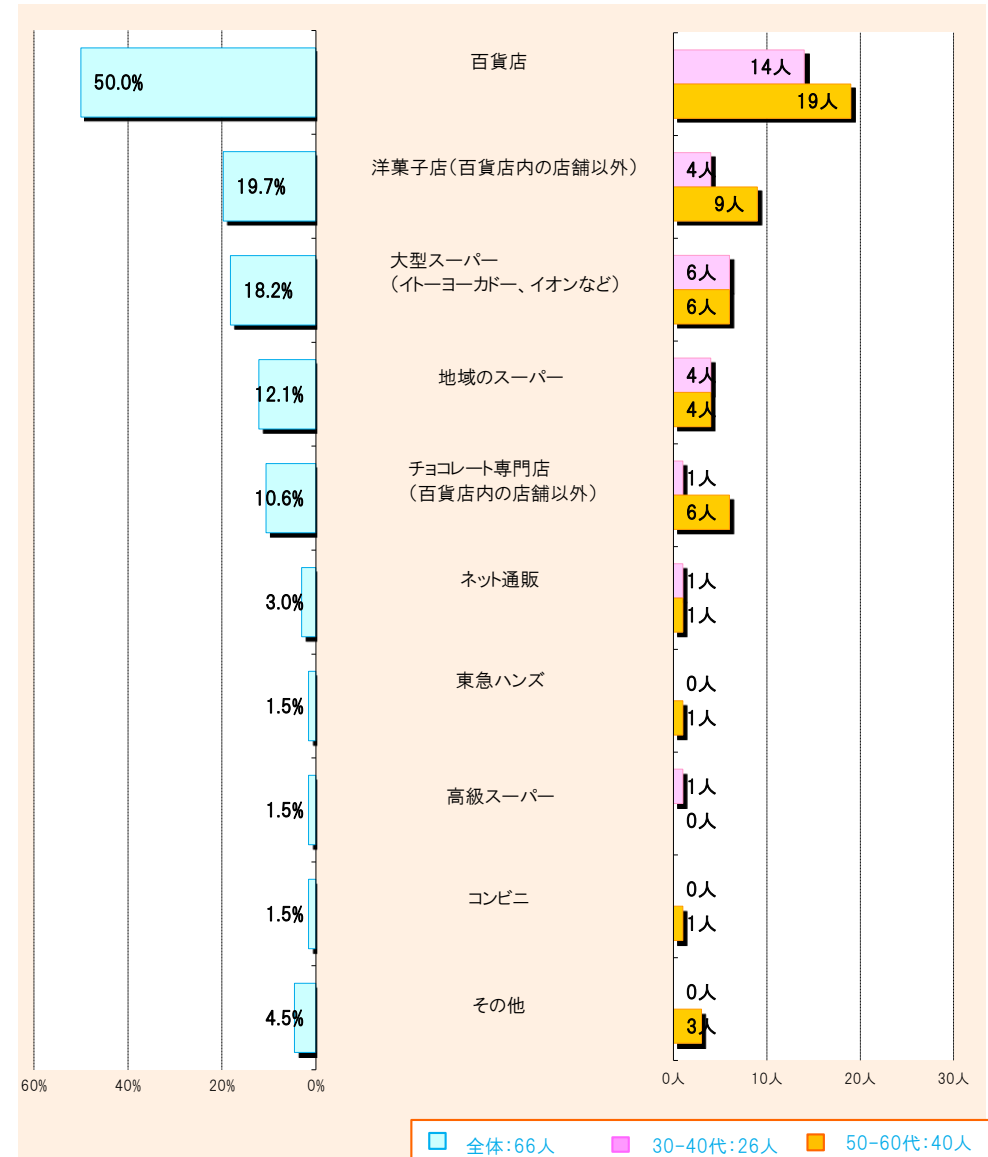 百貨店
50.0%
14人
19人
洋菓子店(百貨店内の店舗以外)
19.7%
4人
9人
大型スーパー
(イトーヨーカドー、イオンなど)
18.2%
6人
6人
地域のスーパー
12.1%
4人
4人
チョコレート専門店
(百貨店内の店舗以外)
10.6%
1人
6人
ネット通販
3.0%
1人
1人
東急ハンズ
1.5%
0人
1人
高級スーパー
1.5%
1人
0人
コンビニ
1.5%
0人
1人
その他
4.5%
0人
3人
60% 40% 20% 0%
0人 10人 20人 30人
全体:66人 30-40代:26人 50-60代:40人